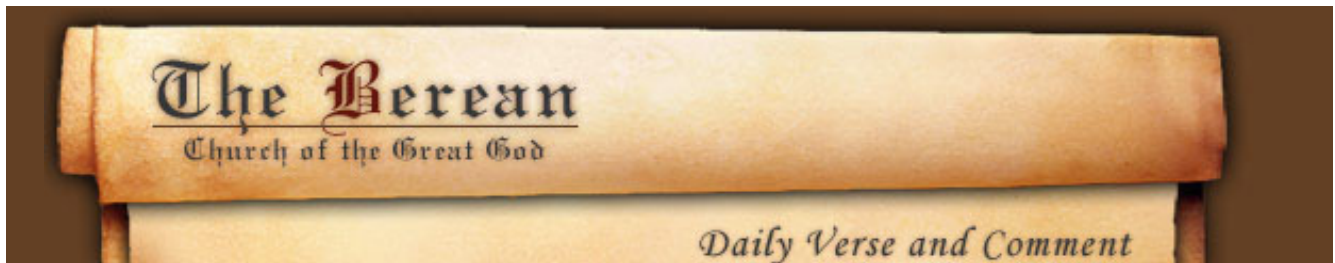 The Berean
Church of the Great God
Daily Verse and Comment